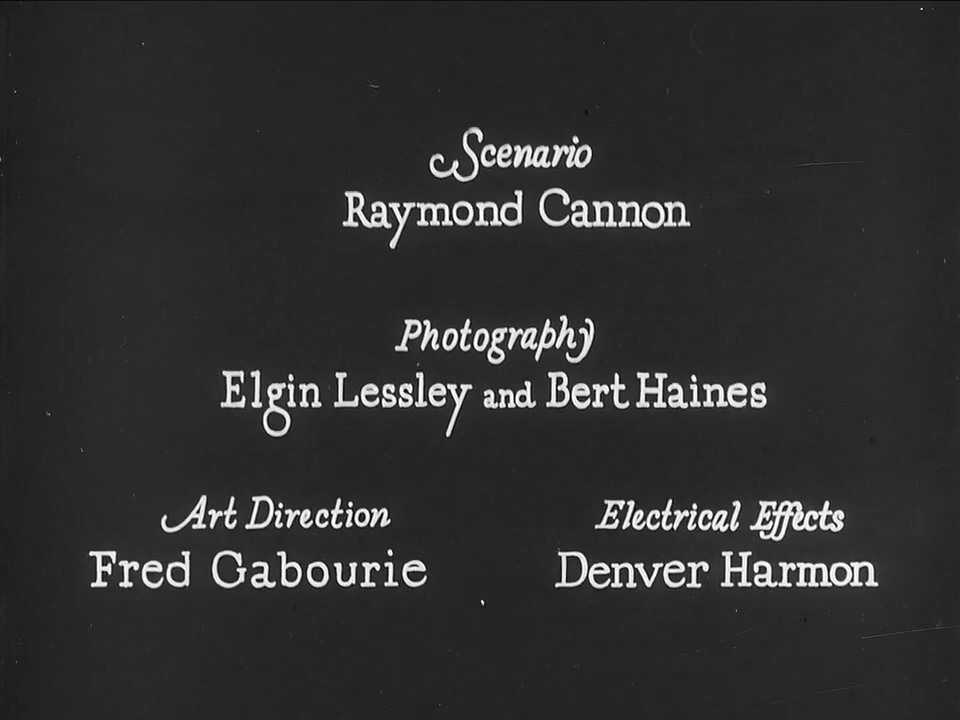 Scenario
Raymond Cannon
Photography
Elgin Lessley and Bert Haines
Art Direction
Fred Gabourie
Electrical Effects
Denver Harmon